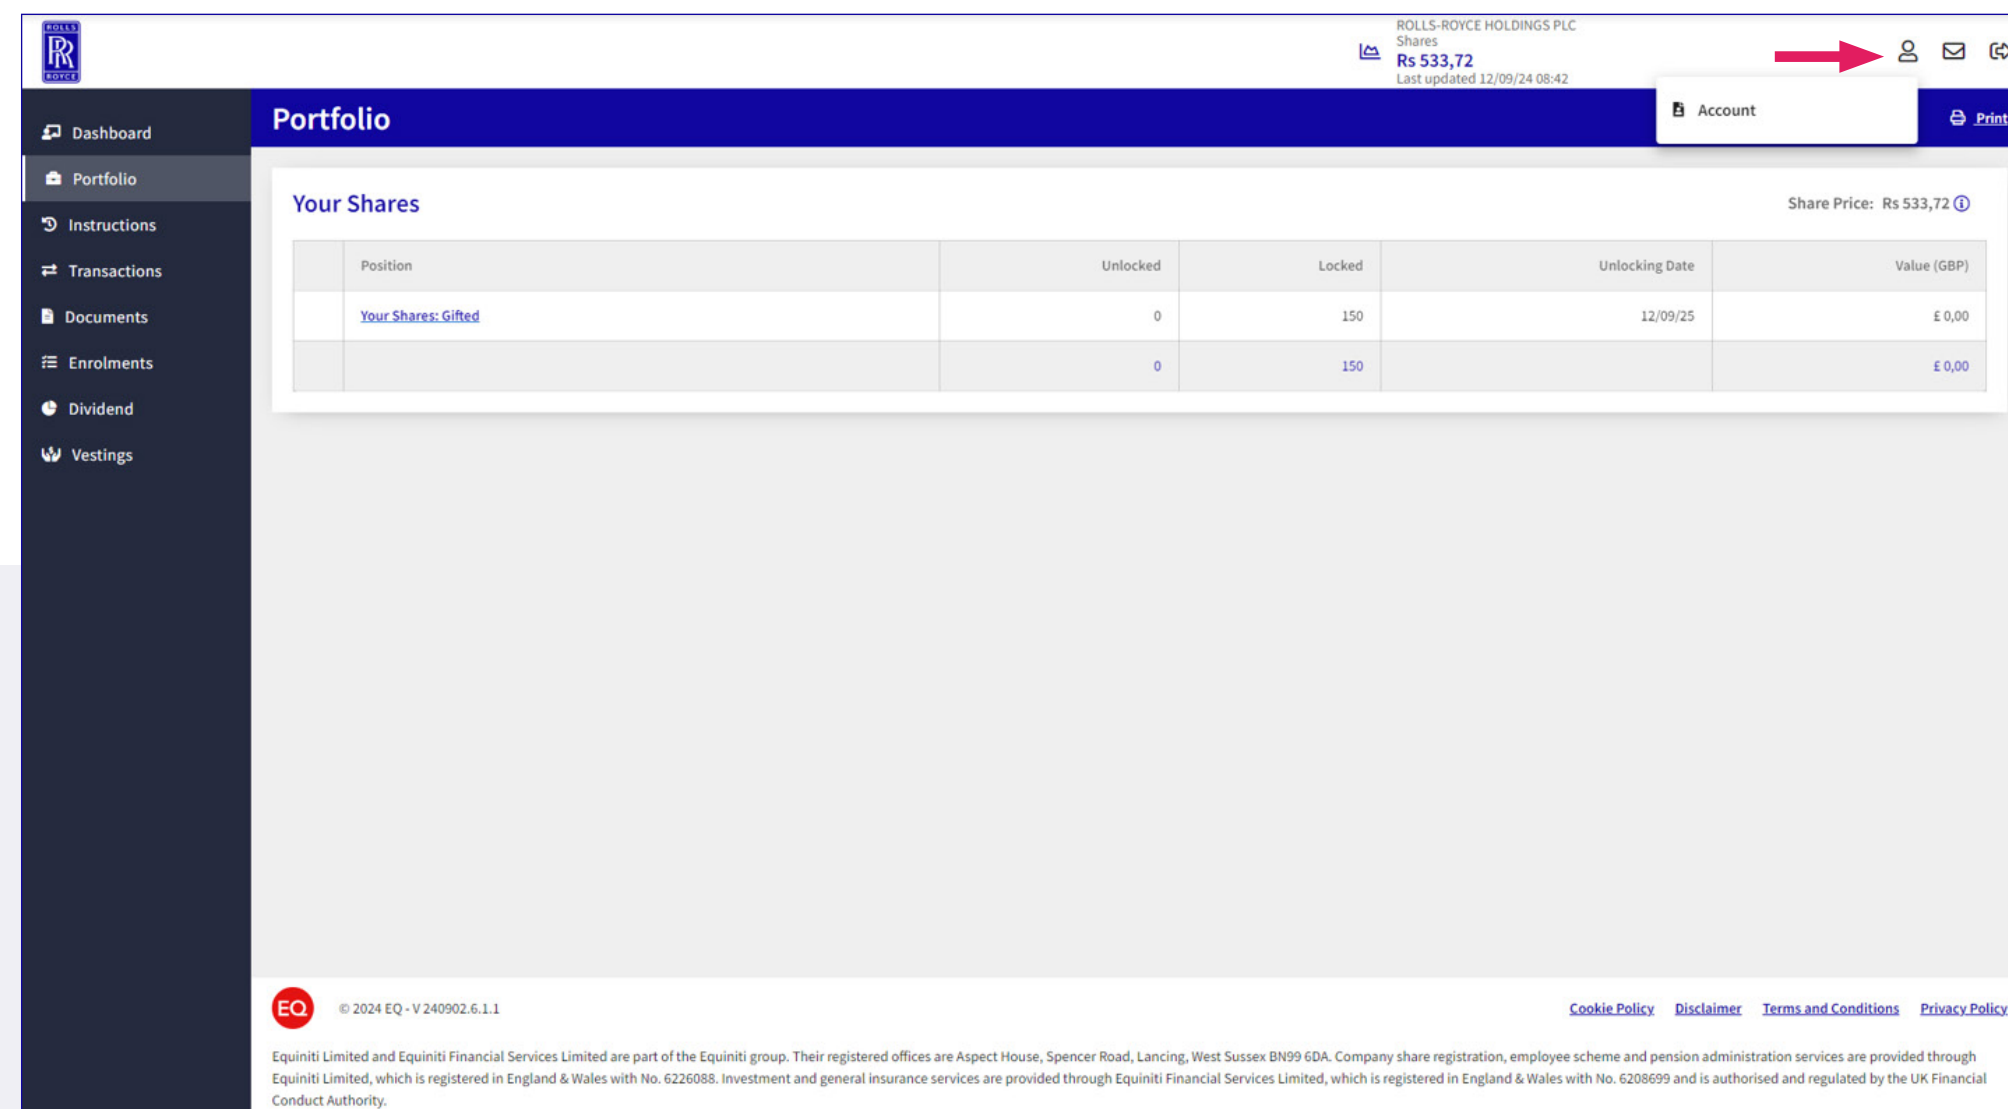 ROLLS
RR
ROYCE
ROLLS-ROYCE HOLDINGS PLC
Shares
Rs 533,72
Last updated 12/09/24 08:42
Account
Print
Portfolio
Dashboard
Portfolio
Instructions
Transactions
Documents
Enrolments
Dividend
Vestings
Your Shares
Share Price: Rs 533,72
Position Unlocked Locked Unlocking Date Value (GBP)
Your Shares: Gifted 0 150 12/09/25 £ 0,00
0 150 £ 0,00
EQ © 2024 EQ - V 240902.6.1.1
Cookie Policy Disclaimer Terms and Conditions Privacy Policy
Equiniti Limited and Equiniti Financial Services Limited are part of the Equiniti group. Their registered offices are Aspect House, Spencer Road, Lancing, West Sussex BN99 6DA. Company share registration, employee scheme and pension administration services are provided through
Equiniti Limited, which is registered in England & Wales with No. 6226088. Investment and general insurance services are provided through Equiniti Financial Services Limited, which is registered in England & Wales with No. 6208699 and is authorised and regulated by the UK Financial
Conduct Authority.